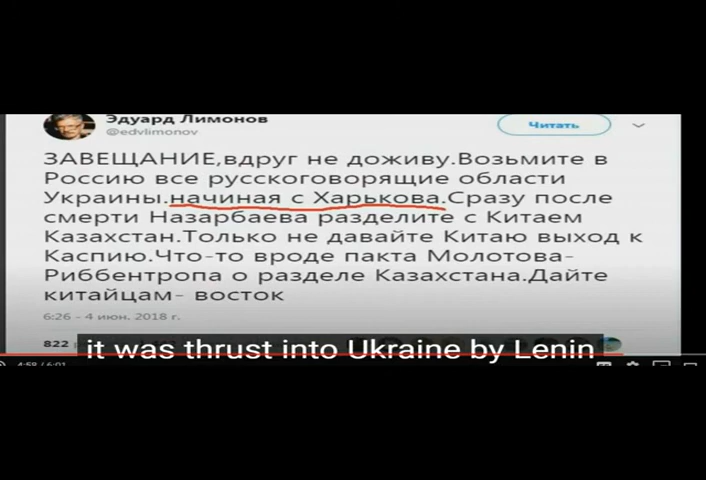 Эдуард Лимонов
@edvlimonov
Читать
ЗАВЕЩАНИЕ,вдруг не доживу.Возьмите в
Россию все русскоговорящие области
Украины.начиная с Харькова.Сразу после
смерти Назарбаева разделите с Китаем
Казахстан.Только не давайте Китаю выход к
Каспию.Что-то вроде пакта Молотова-
Риббентропа о разделе Казахстана.Дайте
китайцам- восток
6:26 - 4 июн. 2018 г.
822
it was thrust into Ukraine by Lenin
4:58 / 6:01